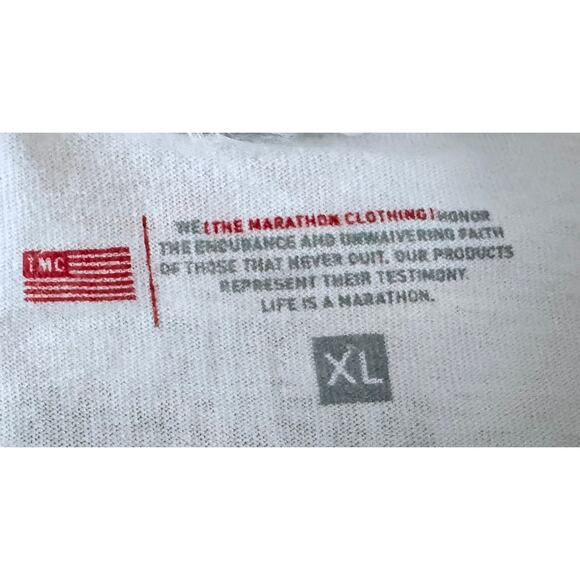 TMC
WE (THE MARATHON CLOTHING) HONOR
THE ENDURANCE AND UNWAIVERING FAITH
OF THOSE THAT NEVER QUIT. OUR PRODUCTS
REPRESENT THEIR TESTIMONY.
LIFE IS A MARATHON.
XL